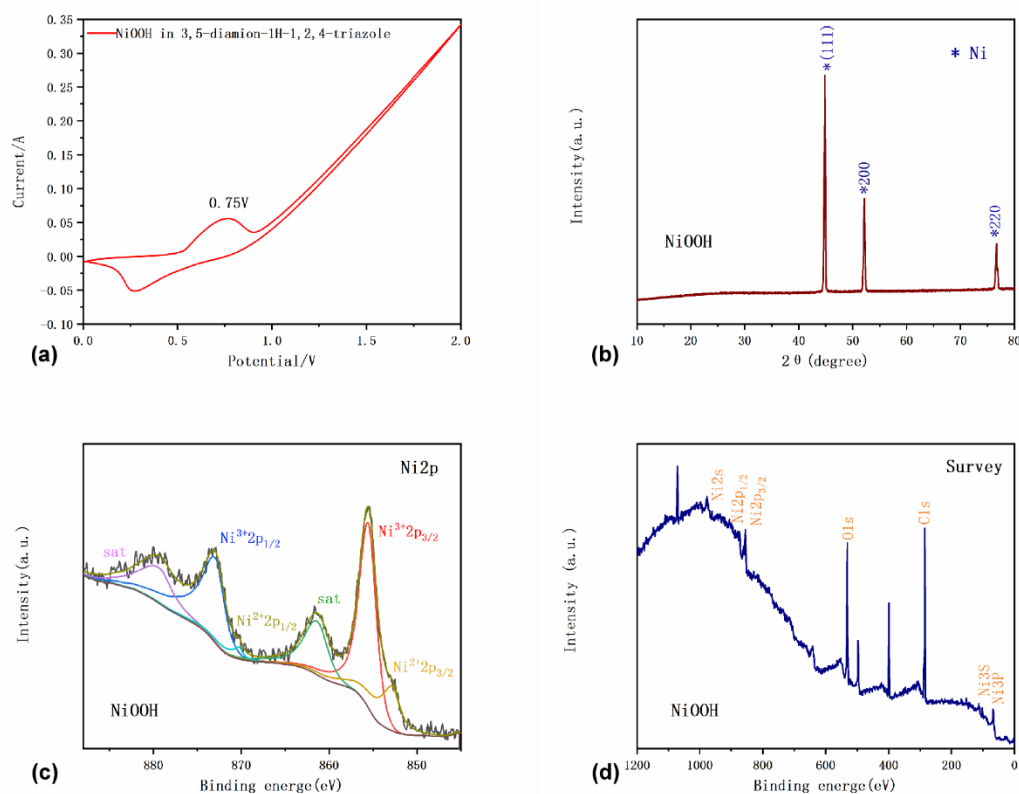 0.35
NiOOH in 3,5-diamion-1H-1,2,4-triazole
0.30
0.25
0.20
0.15
0.10
0.05
0.00
-0.05
-0.10
Current/A
0.75V
0.0 0.5 1.0 1.5 2.0
Potential/V
(a)
*(111)
* Ni
*200
*220
Intensity(a.u.)
NiOOH
10 20 30 40 50 60 70 80
2θ(degree)
(b)
Ni2p
Ni³⁺2p₃/₂
Ni³⁺2p₁/₂
sat
Ni²⁺2p₁/₂
sat
Ni²⁺2p₃/₂
Intensity(a.u.)
NiOOH
880 870 860 850
Binding energe(eV)
(c)
Survey
Ni2s
Ni2p₁/₂
Ni2p₃/₂
O1s
C1s
Ni3S
Ni3P
Intensity (a.u.)
NiOOH
1200 1000 800 600 400 200 0
Binding energe(eV)
(d)